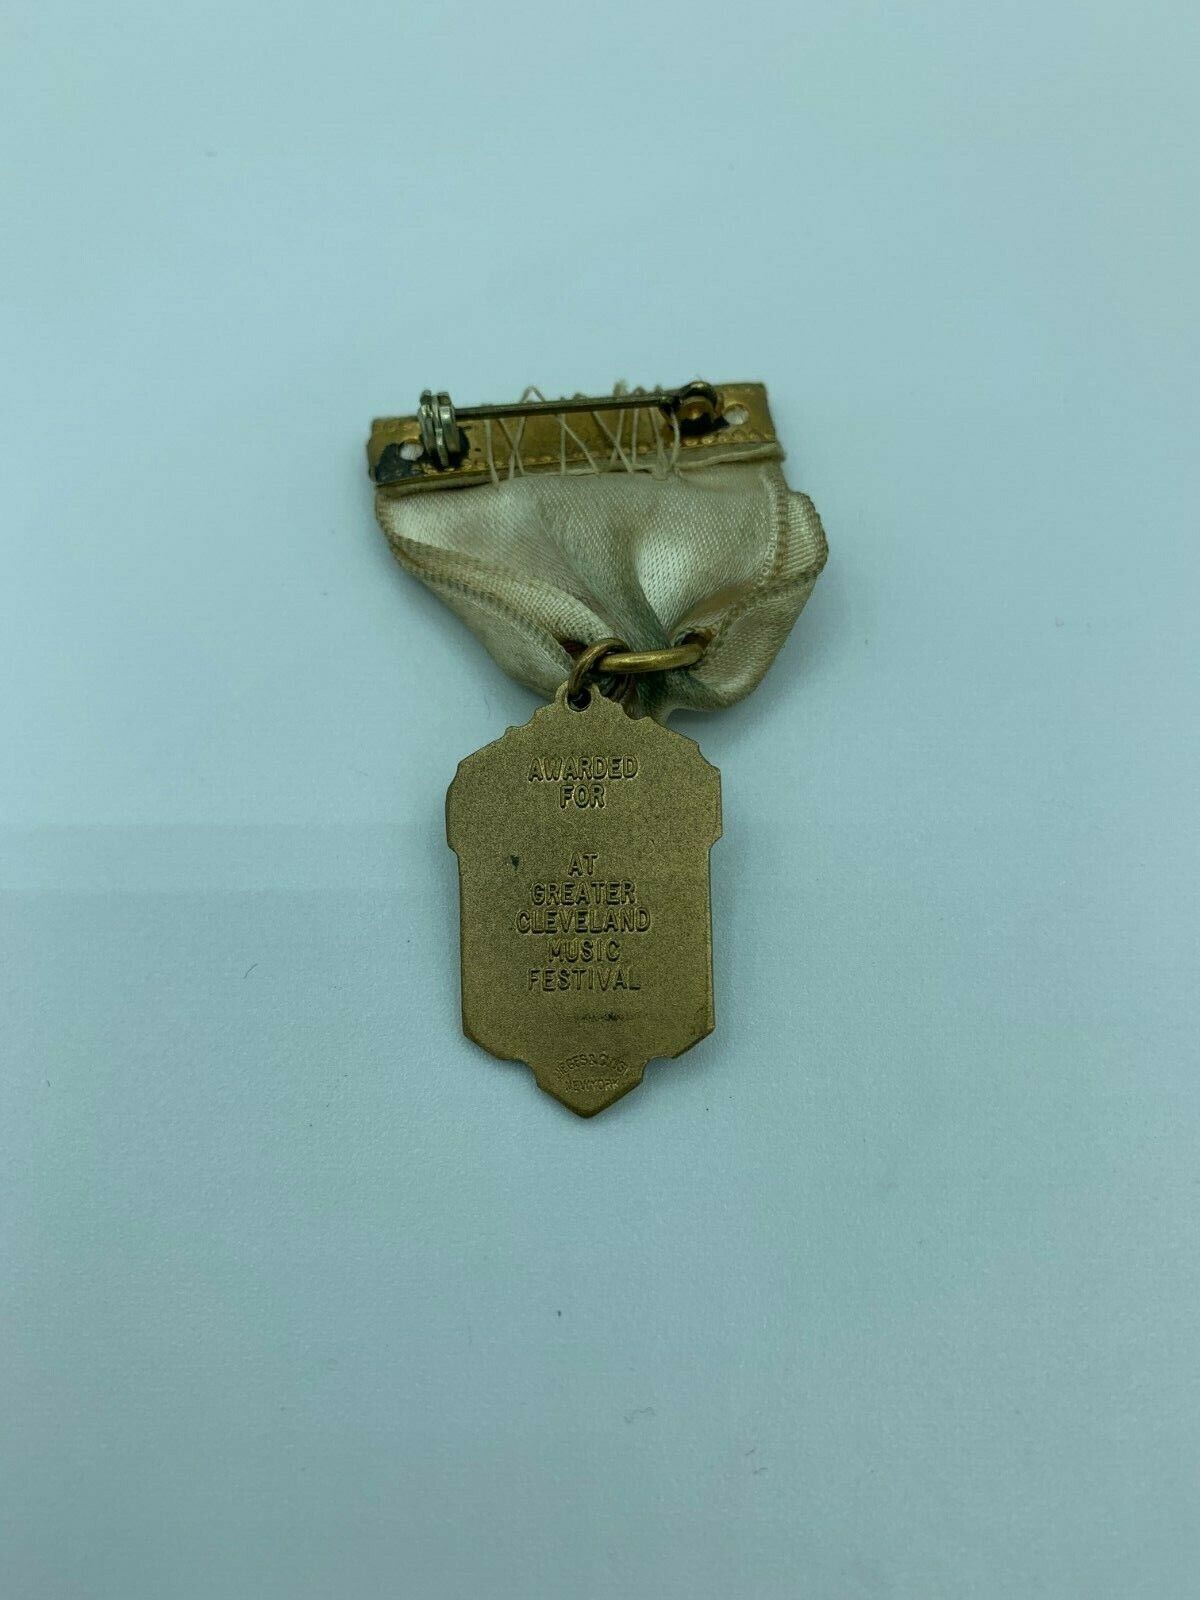 AWARDED
FOR
AT
GREATER
CLEVELAND
MUSIC
FESTIVAL
NEW YORK